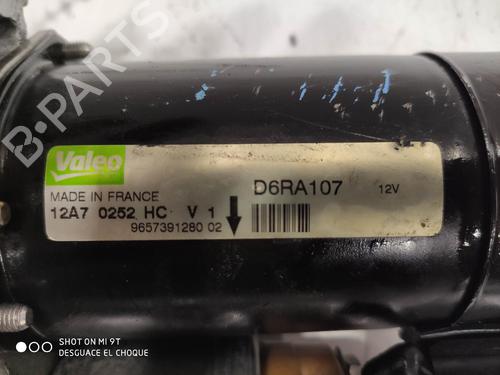 B-PARTS
Valeo
MADE IN FRANCE
D6RA107 12V
12A7 0252 HC V 1
9657391280 02
SHOT ON MI 9T
DESGUACE EL CHOQUE